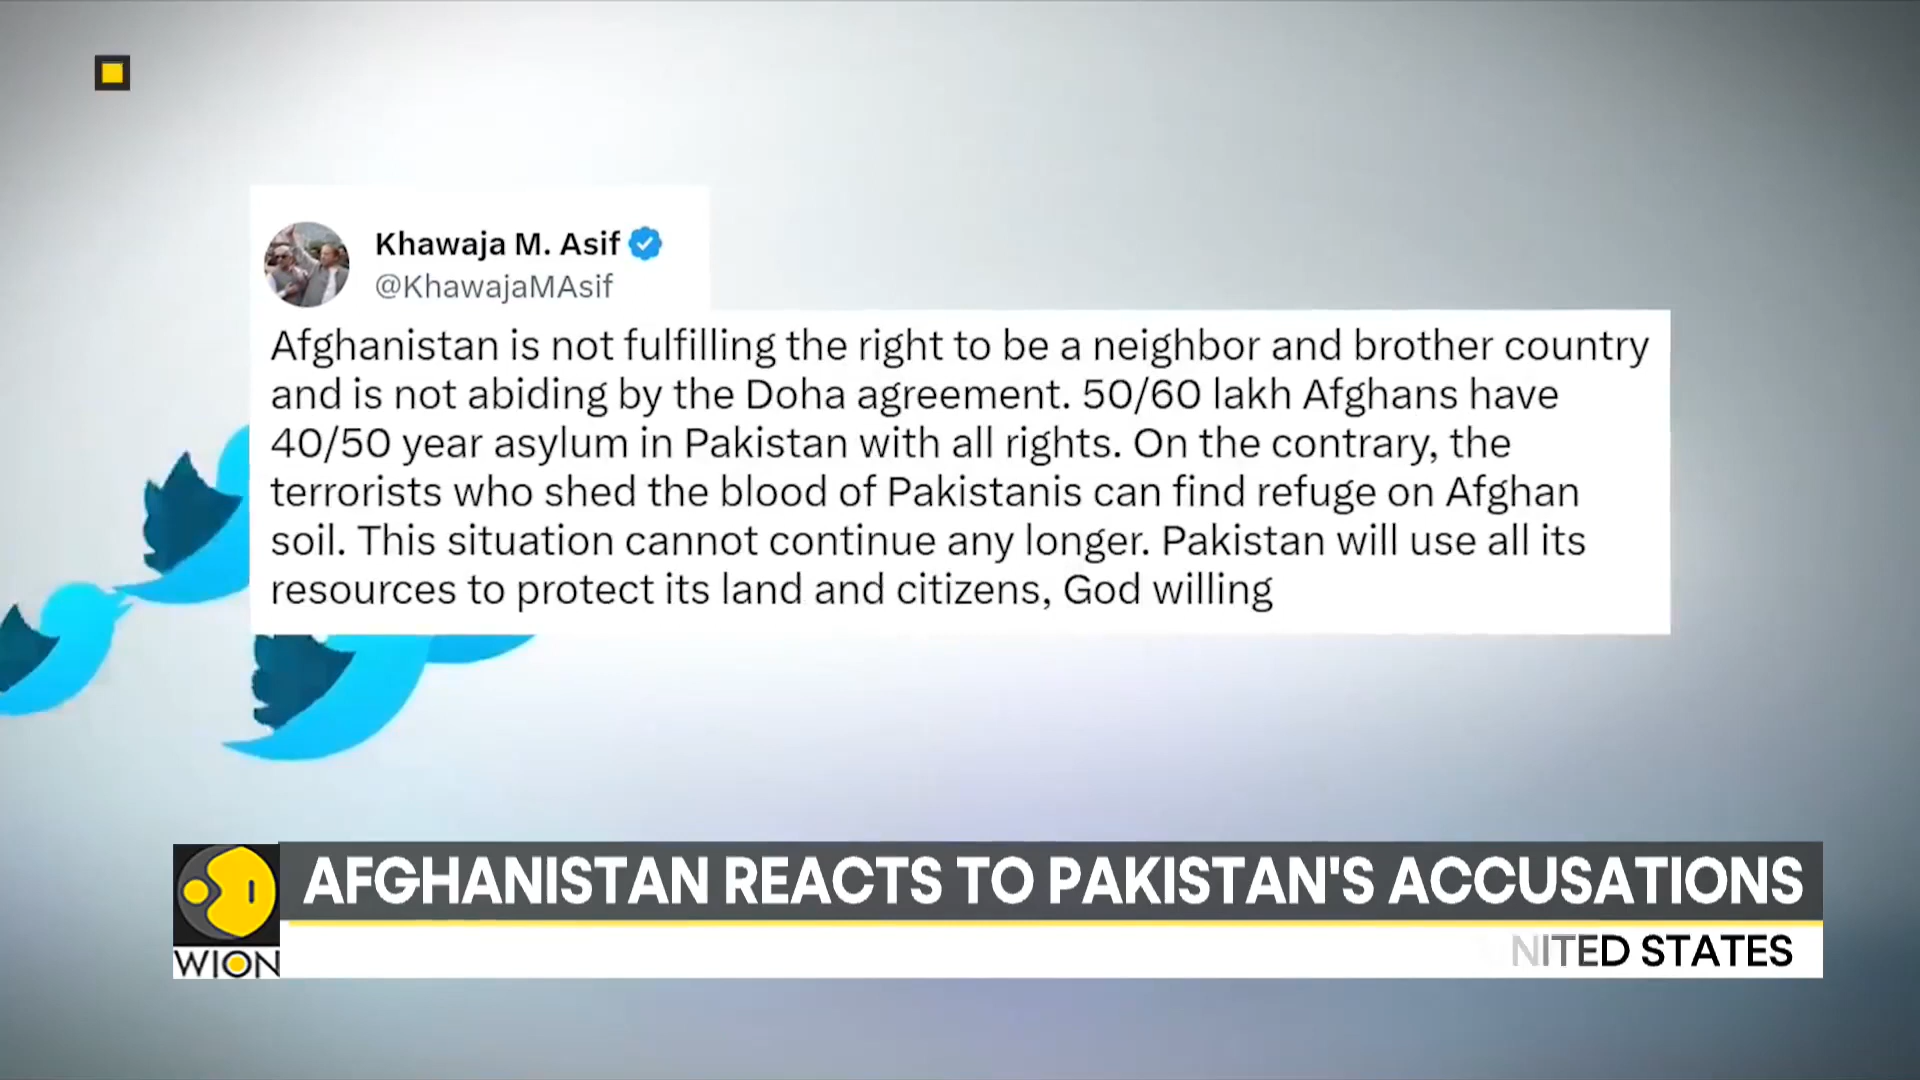 Khawaja M. Asif
@KhawajaMAsif
Afghanistan is not fulfilling the right to be a neighbor and brother country
and is not abiding by the Doha agreement. 50/60 lakh Afghans have
40/50 year asylum in Pakistan with all rights. On the contrary, the
terrorists who shed the blood of Pakistanis can find refuge on Afghan
soil. This situation cannot continue any longer. Pakistan will use all its
resources to protect its land and citizens, God willing
AFGHANISTAN REACTS TO PAKISTAN'S ACCUSATIONS
NITED STATES
WION